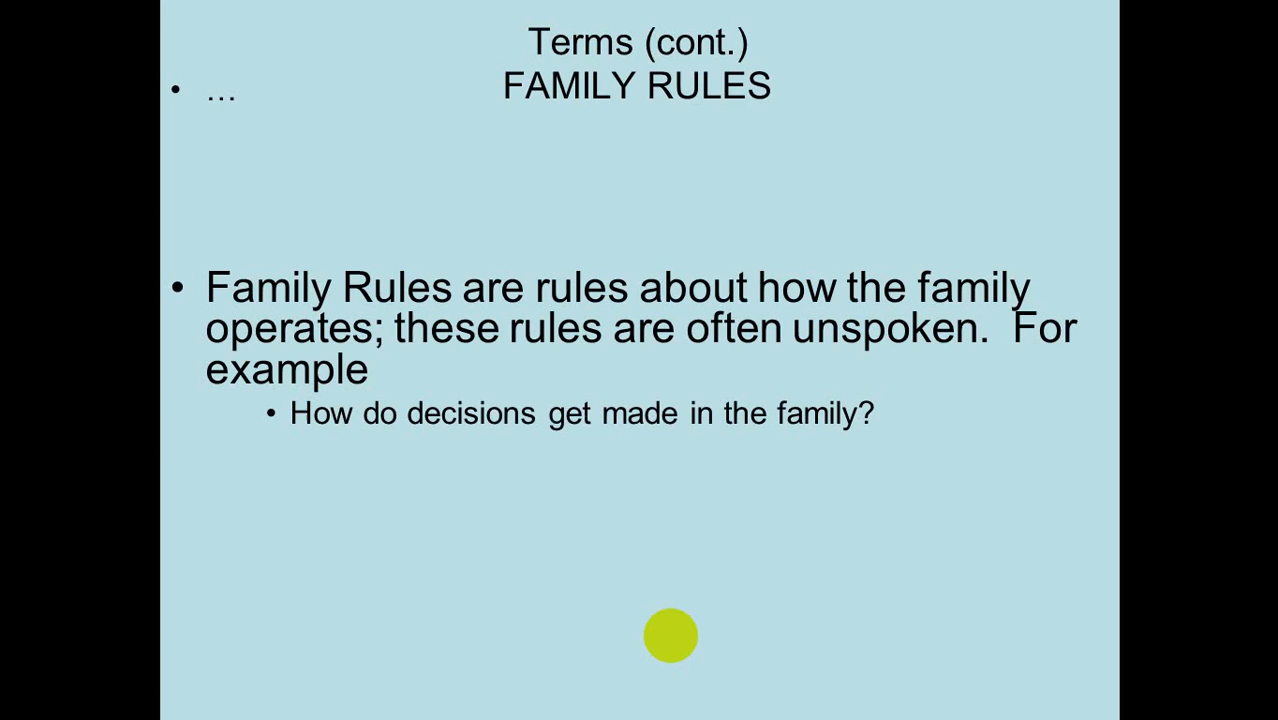 Terms (cont.)
FAMILY RULES
• …
• Family Rules are rules about how the family
operates; these rules are often unspoken.  For
example
• How do decisions get made in the family?